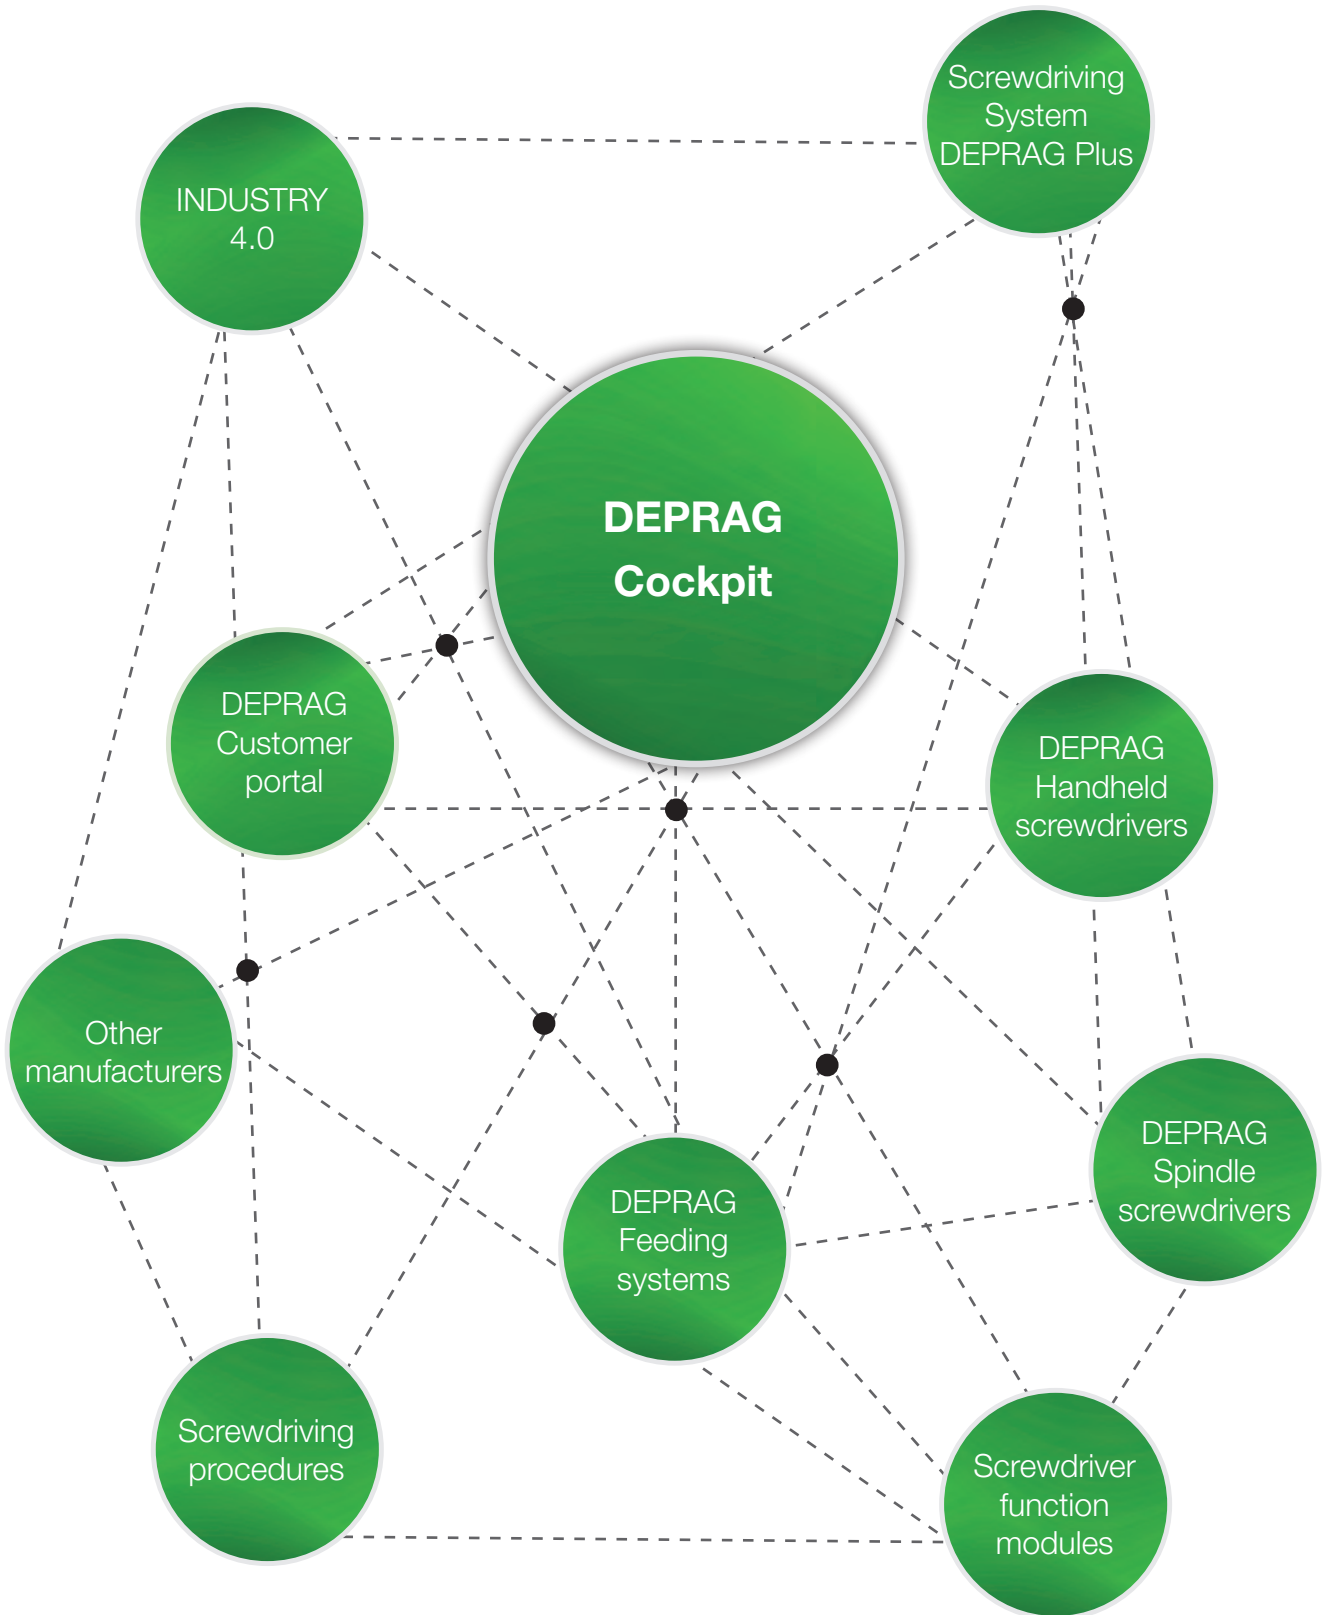 Screwdriving
System
DEPRAG Plus
INDUSTRY
4.0
DEPRAG
Cockpit
DEPRAG
Customer
portal
DEPRAG
Handheld
screwdrivers
Other
manufacturers
DEPRAG
Spindle
screwdrivers
DEPRAG
Feeding
systems
Screwdriving
procedures
Screwdriver
function
modules